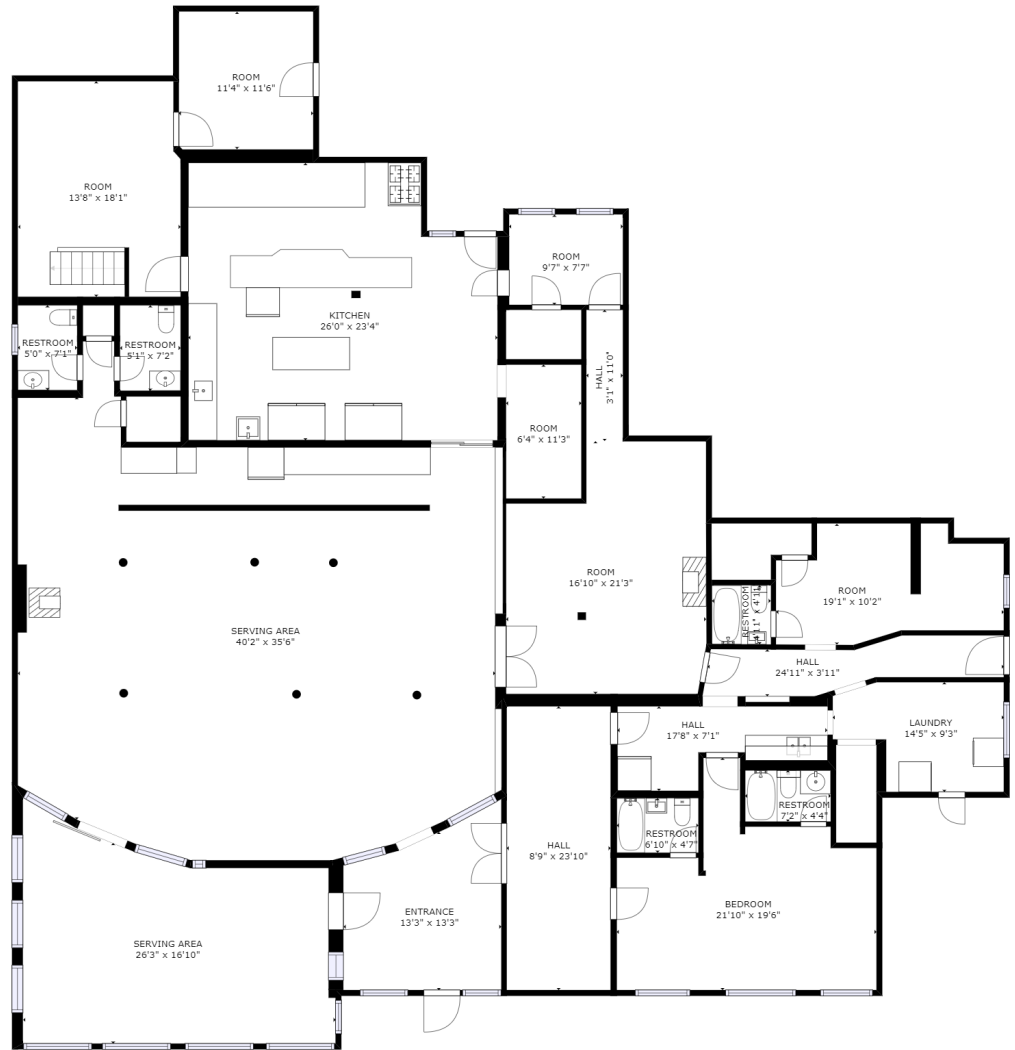 ROOM
11'4" x 11'6"
ROOM
13'8" x 18'1"
ROOM
9'7" x 7'7"
KITCHEN
26'0" x 23'4"
RESTROOM
5'0" x 7'1"
RESTROOM
5'1" x 7'2"
HALL
3'1" x 11'0"
ROOM
6'4" x 11'3"
ROOM
16'10" x 21'3"
ROOM
19'1" x 10'2"
RESTROOM
4'11" x 4'11"
SERVING AREA
40'2" x 35'6"
HALL
24'11" x 3'11"
HALL
17'8" x 7'1"
LAUNDRY
14'5" x 9'3"
RESTROOM
7'2" x 4'4"
RESTROOM
6'10" x 4'7"
HALL
8'9" x 23'10"
BEDROOM
21'10" x 19'6"
ENTRANCE
13'3" x 13'3"
SERVING AREA
26'3" x 16'10"